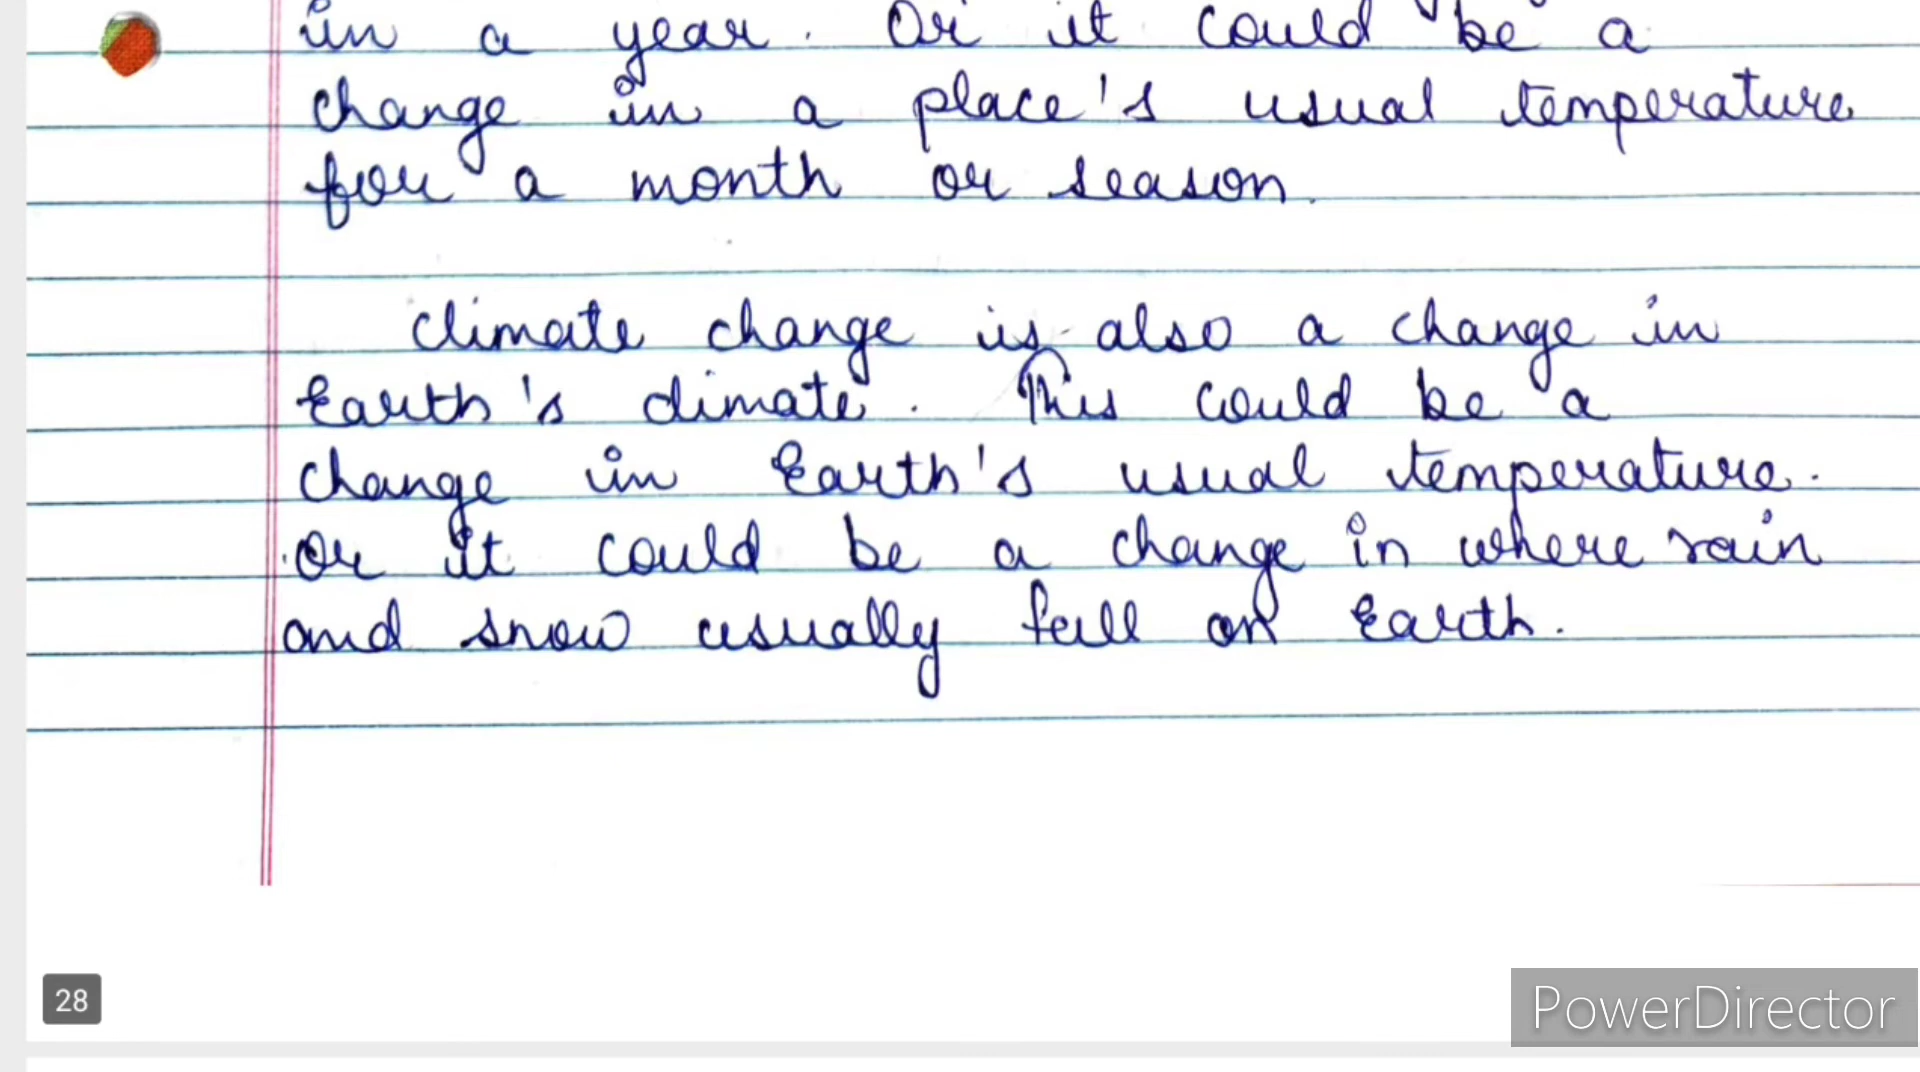 in a year. Or it could be a
change in a place's usual temperature
for a month or season.
Climate change is also a change in
Earth's climate. This could be a
change in Earth's usual temperature.
Or it could be a change in where rain
and snow usually fall on Earth.
28
PowerDirector